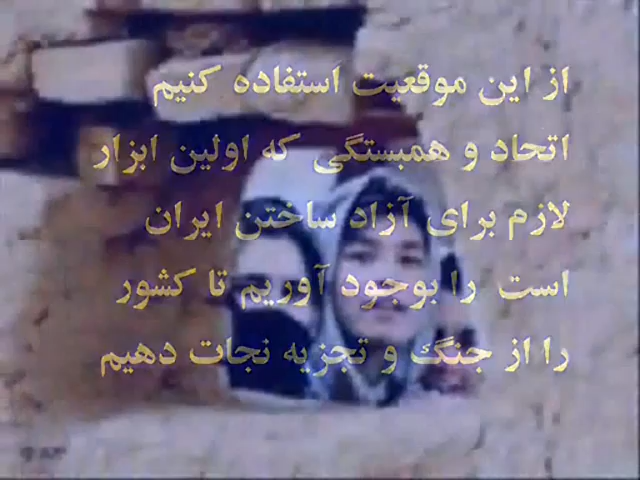 از این موقعیت استفاده کنیم
اتحاد و همبستگی که اولین ابزار
لازم برای آزاد ساختن ایران
است را بوجود آوریم تا کشور
را از جنگ و تجزیه نجات دهیم